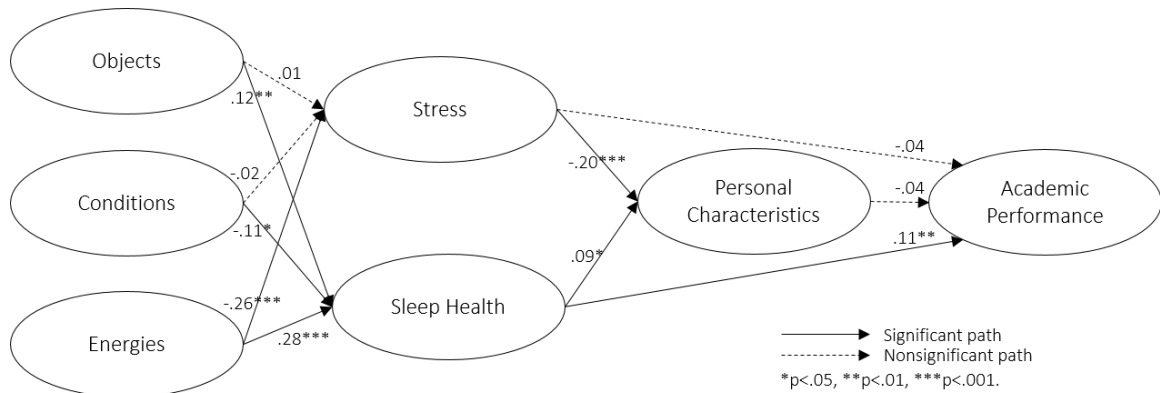 Objects
.01
.12**
Stress
-.02
-.04
-.20***
Conditions
Personal
Characteristics
-.04
Academic
Performance
-.11*
.09*
.11**
-.26***
Sleep Health
Energies
.28***
Significant path
Nonsignificant path
*p<.05, **p<.01, ***p<.001.